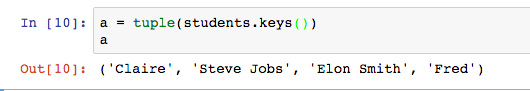 In [10]: a = tuple(students.keys())
a
Out[10]: ('Claire', 'Steve Jobs', 'Elon Smith', 'Fred')